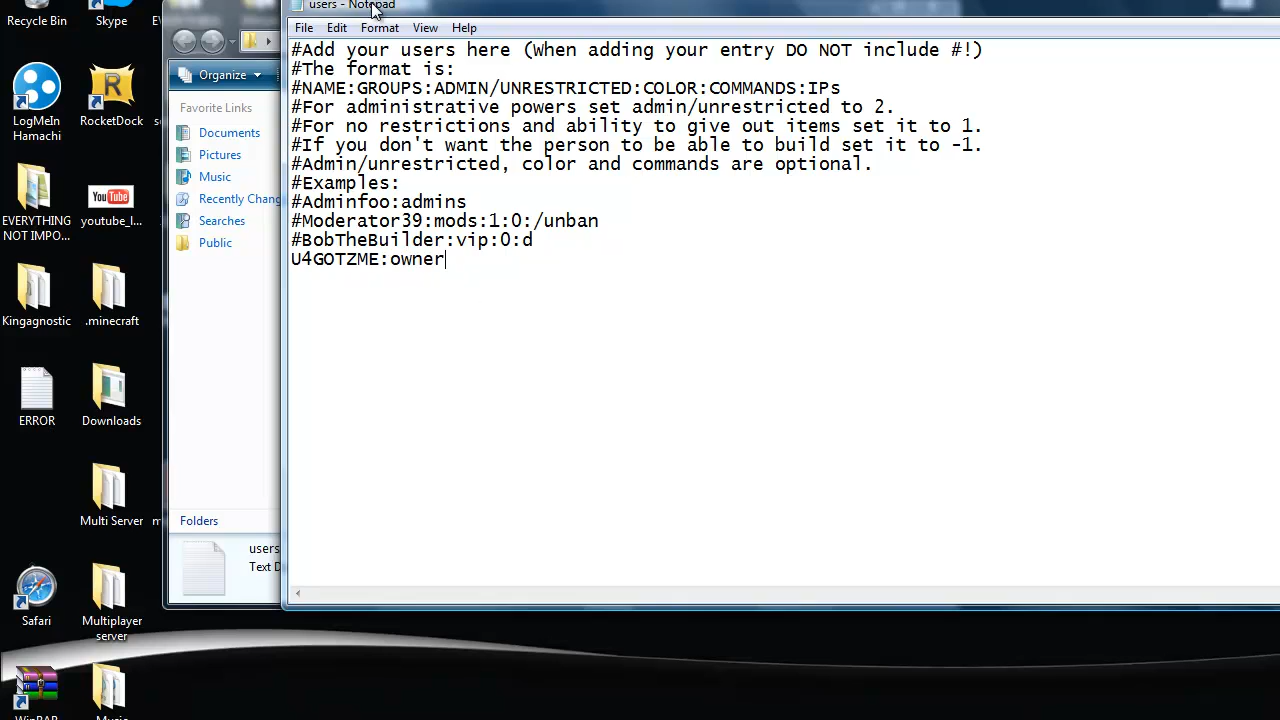 users - Notepad
File Edit Format View Help
#Add your users here (When adding your entry DO NOT include #!)
#The format is:
#NAME:GROUPS:ADMIN/UNRESTRICTED:COLOR:COMMANDS:IPs
#For administrative powers set admin/unrestricted to 2.
#For no restrictions and ability to give out items set it to 1.
#If you don't want the person to be able to build set it to -1.
#Admin/unrestricted, color and commands are optional.
#Examples:
#Adminfoo:admins
#Moderator39:mods:1:0:/unban
#BobTheBuilder:vip:0:d
U4GOTZME:owner
Organize
Favorite Links
Documents
Pictures
Music
Recently Chang
Searches
Public
Folders
users
Text D
Recycle Bin
Skype
LogMeIn
Hamachi
RocketDock
EVERYTHING
NOT IMPO...
You Tube
youtube_l...
Kingagnostic
.minecraft
ERROR
Downloads
Multi Server
Safari
Multiplayer
server
WinRAR
Music